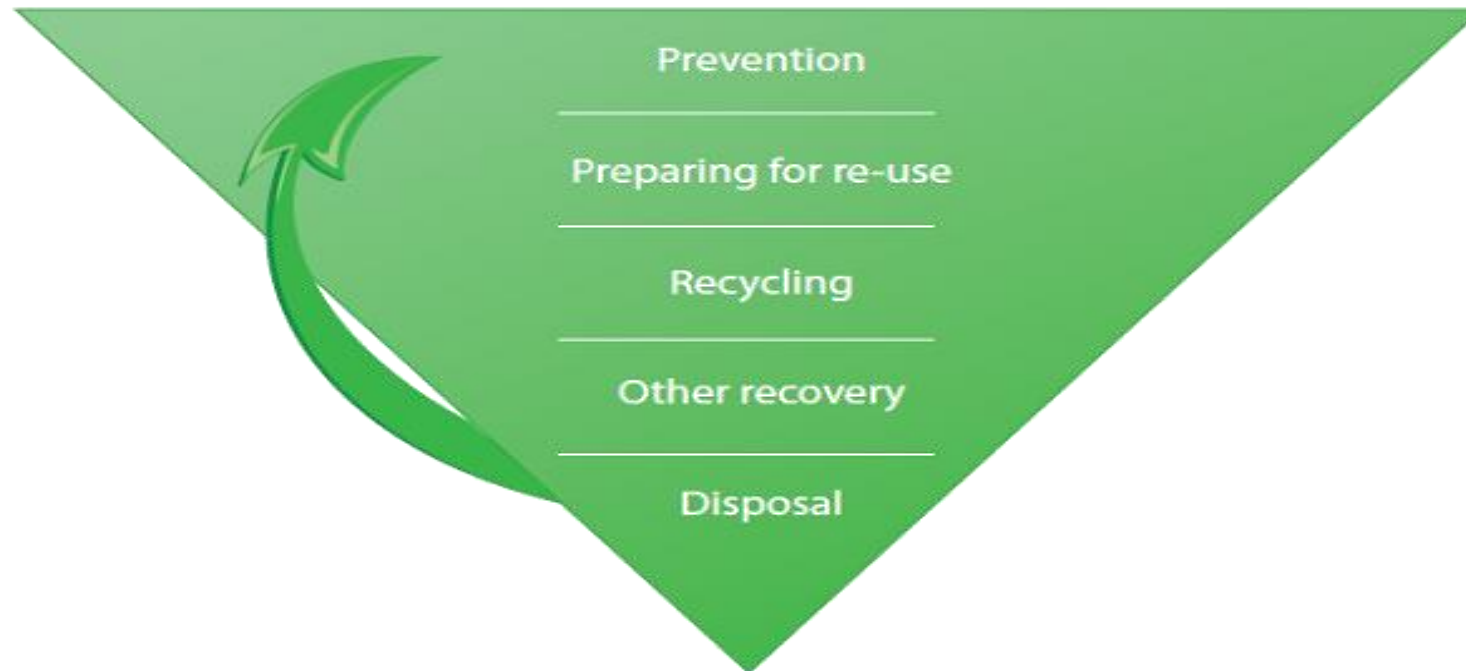 Prevention
Preparing for re-use
Recycling
Other recovery
Disposal